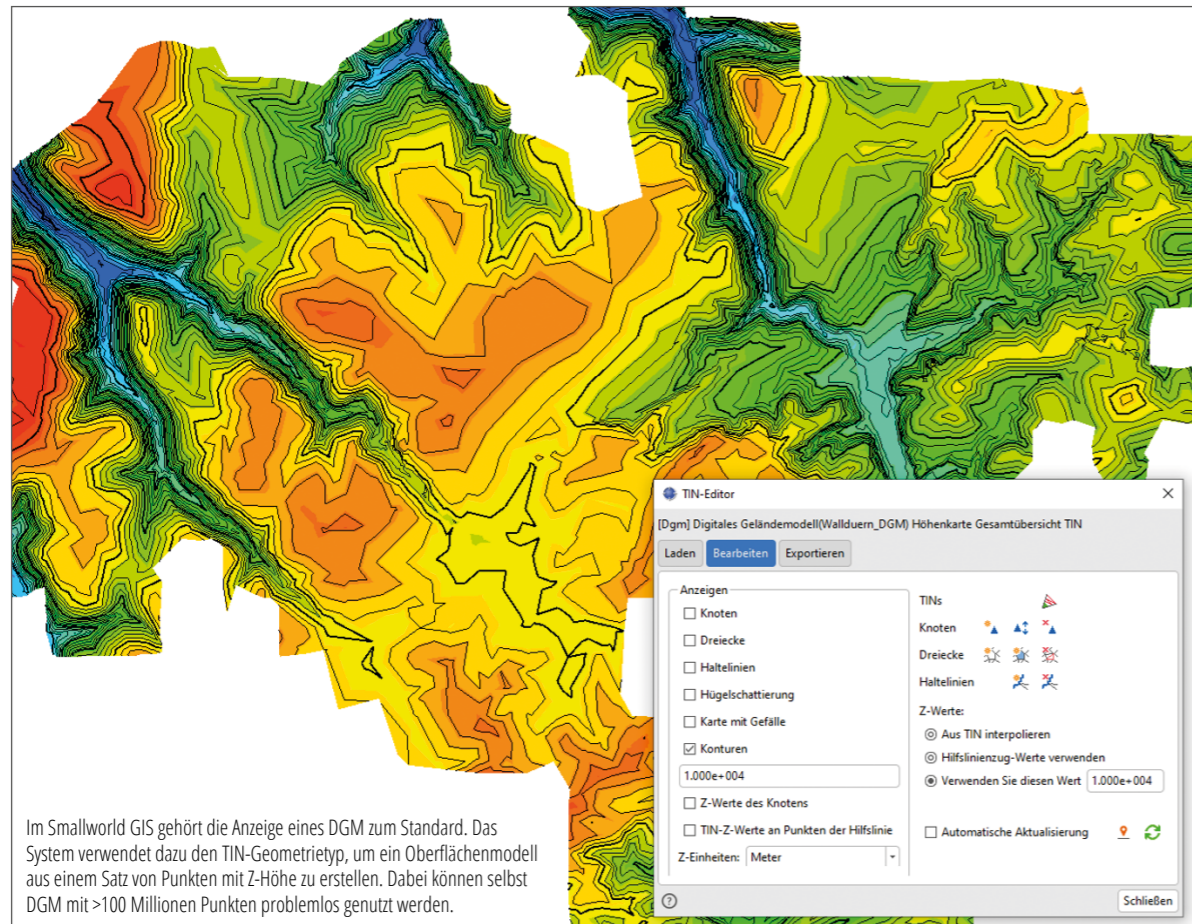 TIN-Editor
[Dgm] Digitales Geländemodell(Wallduern_DGM) Höhenkarte Gesamtübersicht TIN
Laden Bearbeiten Exportieren
Anzeigen
Knoten
Dreiecke
Haltelinien
Hügelschattierung
Karte mit Gefälle
Konturen
1.000e+004
Z-Werte des Knotens
TIN-Z-Werte an Punkten der Hilfslinie
Z-Einheiten: Meter
TINs
Knoten
Dreiecke
Haltelinien
Z-Werte:
Aus TIN interpolieren
Hilfslinienzug-Werte verwenden
Verwenden Sie diesen Wert 1.000e+004
Automatische Aktualisierung
Schließen
Im Smallworld GIS gehört die Anzeige eines DGM zum Standard. Das
System verwendet dazu den TIN-Geometrietyp, um ein Oberflächenmodell
aus einem Satz von Punkten mit Z-Höhe zu erstellen. Dabei können selbst
DGM mit >100 Millionen Punkten problemlos genutzt werden.